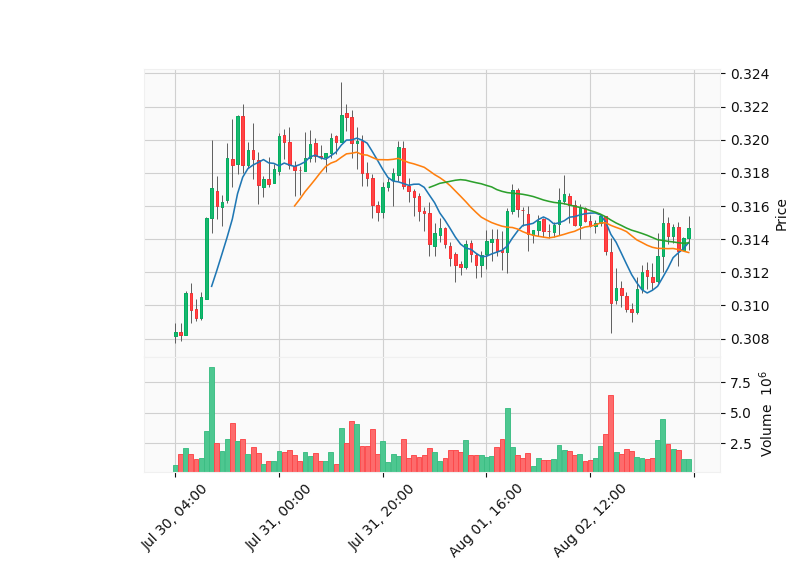 0.324
0.322
0.320
0.318
0.316
0.314
0.312
0.310
0.308
Price
7.5
5.0
2.5
Volume 10^6
Jul 30, 04:00
Jul 31, 00:00
Jul 31, 20:00
Aug 01, 16:00
Aug 02, 12:00